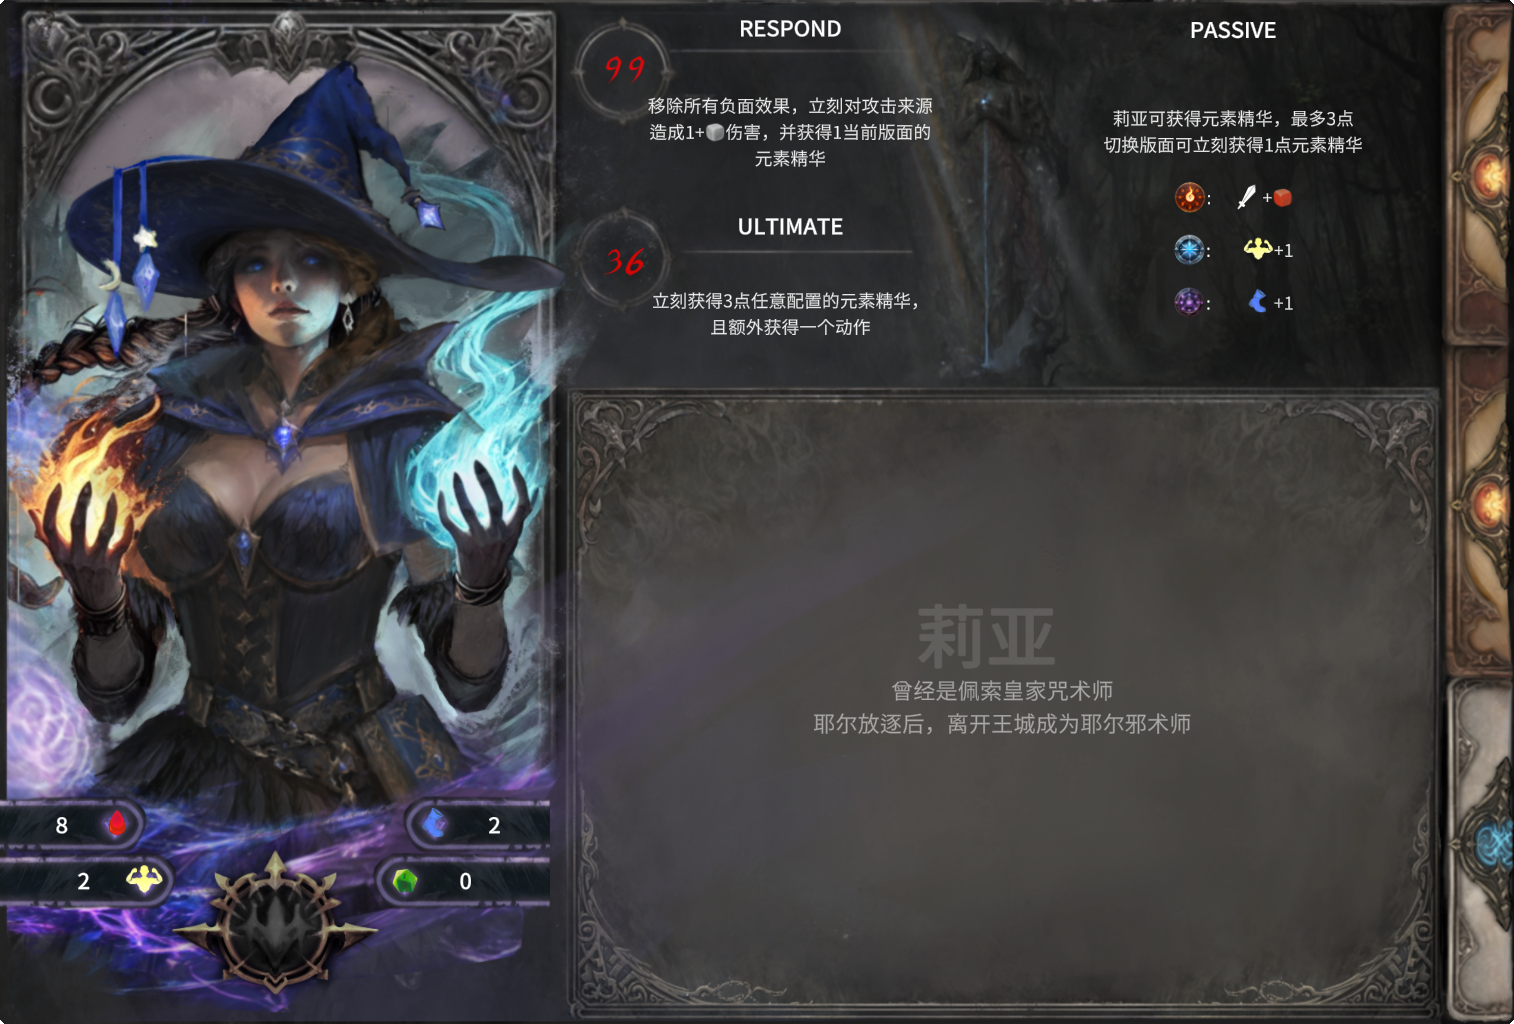 RESPOND
99
移除所有负面效果，立刻对攻击来源
造成1+伤害，并获得1当前版面的
元素精华
ULTIMATE
36
立刻获得3点任意配置的元素精华，
且额外获得一个动作
PASSIVE
莉亚可获得元素精华，最多3点
切换版面可立刻获得1点元素精华
: +
: +1
: +1
莉亚
曾经是佩索皇家咒术师
耶尔放逐后，离开王城成为耶尔邪术师
8
2
2
0